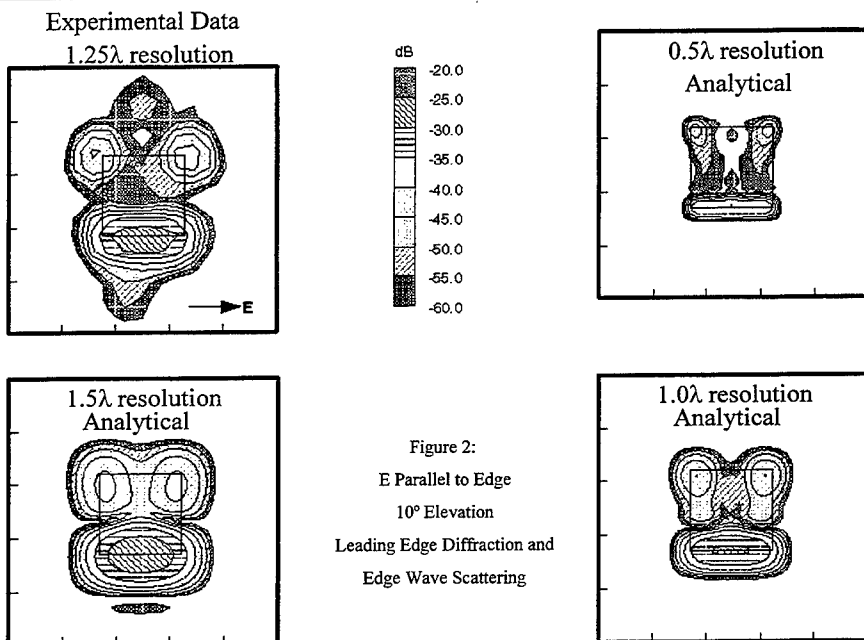 Experimental Data
1.25λ resolution
E
dB
-20.0
-25.0
-30.0
-35.0
-40.0
-45.0
-50.0
-55.0
-60.0
0.5λ resolution
Analytical
1.5λ resolution
Analytical
Figure 2:
E Parallel to Edge
10° Elevation
Leading Edge Diffraction and
Edge Wave Scattering
1.0λ resolution
Analytical